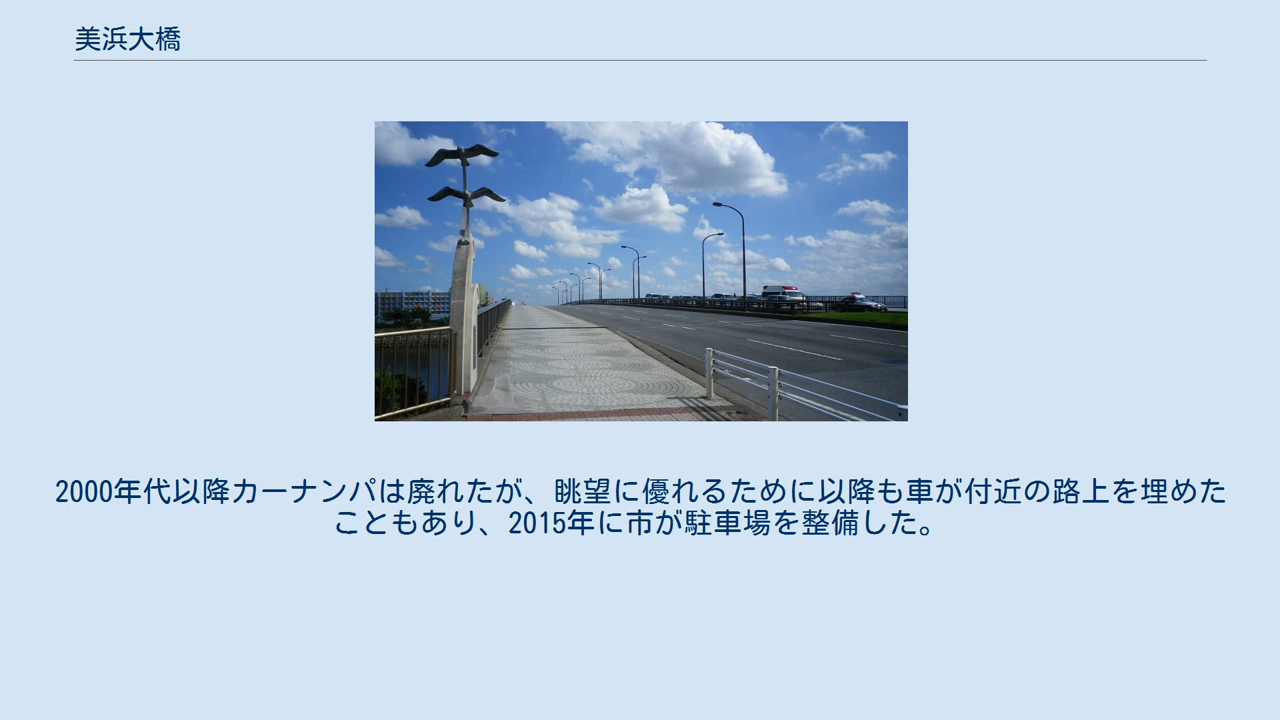 美浜大橋
2000年代以降カーナンパは廃れたが、眺望に優れるために以降も車が付近の路上を埋めた
こともあり、2015年に市が駐車場を整備した。